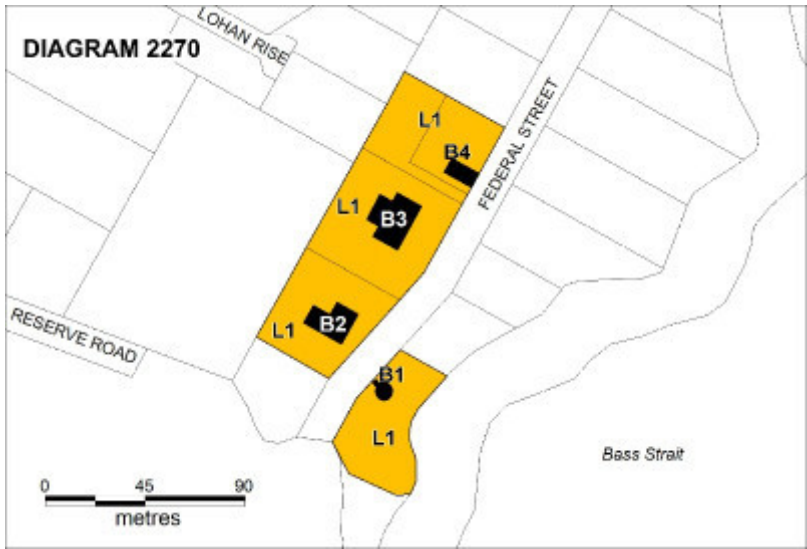 LOHAN RISE
DIAGRAM 2270
L1
B4
FEDERAL STREET
L1
B3
L1
B2
RESERVE ROAD
B1
L1
Bass Strait
0 45 90
metres